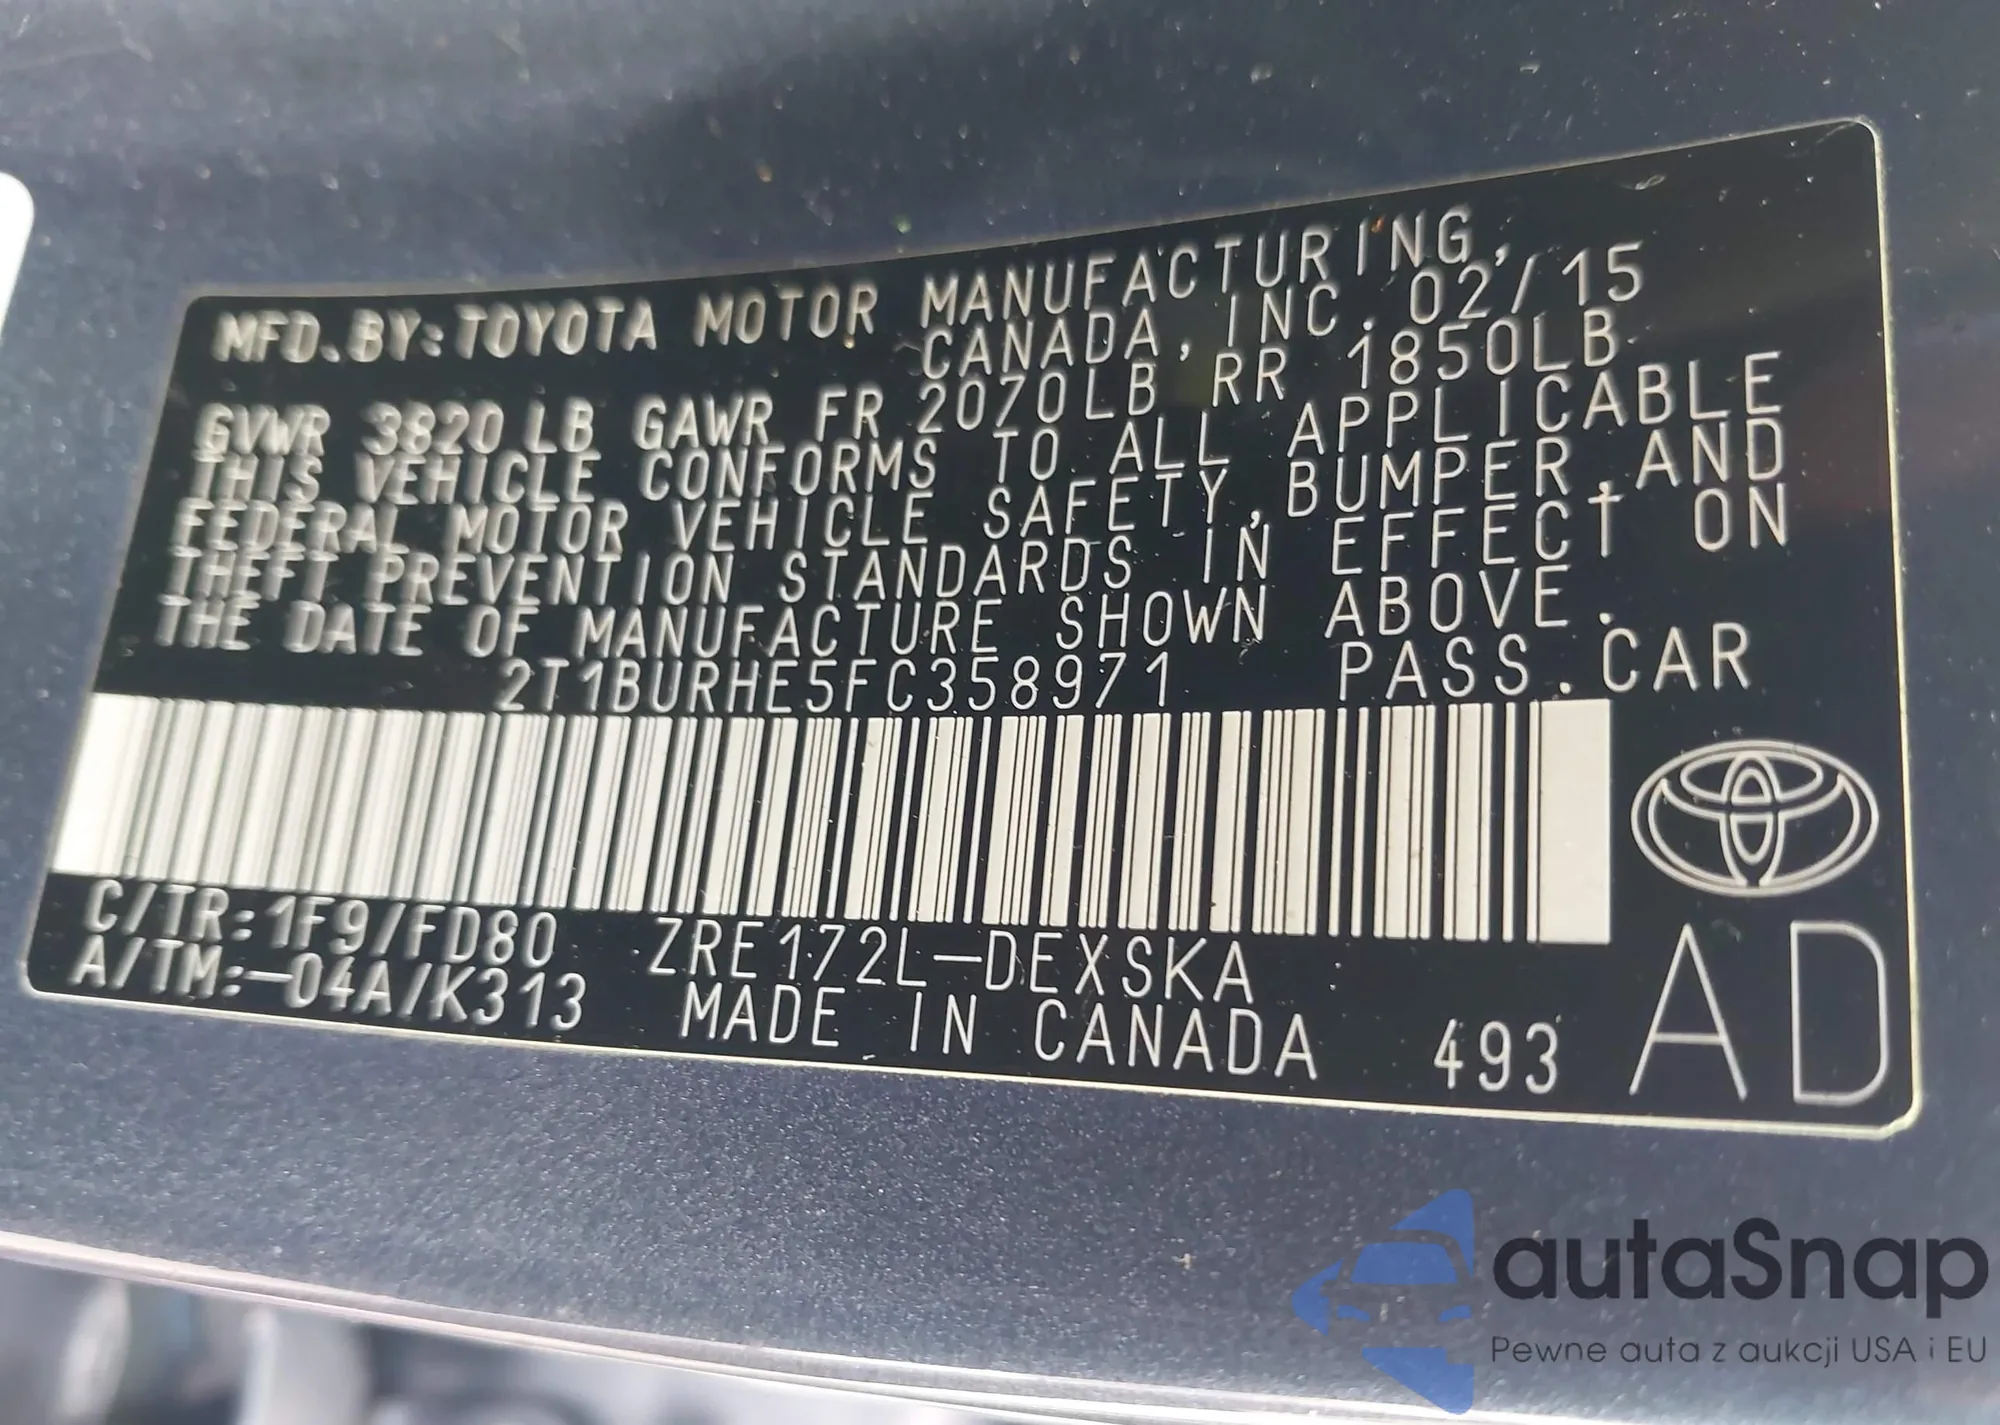 MFD. BY: TOYOTA MOTOR MANUFACTURING,
CANADA, INC. 02/15
GVWR 3820LB GAWR FR 2070LB RR 1850LB
THIS VEHICLE CONFORMS TO ALL APPLICABLE
FEDERAL MOTOR VEHICLE SAFETY, BUMPER, AND
THEFT PREVENTION STANDARDS IN EFFECT ON
THE DATE OF MANUFACTURE SHOWN ABOVE.
2T1BURHE5FC358971 PASS. CAR
C/TR: 1F9/FD80 ZRE172L-DEXSKA
A/TM: -04A/K313 MADE IN CANADA 493 AD
autaSnap
Pewne auta z aukcji USA i EU